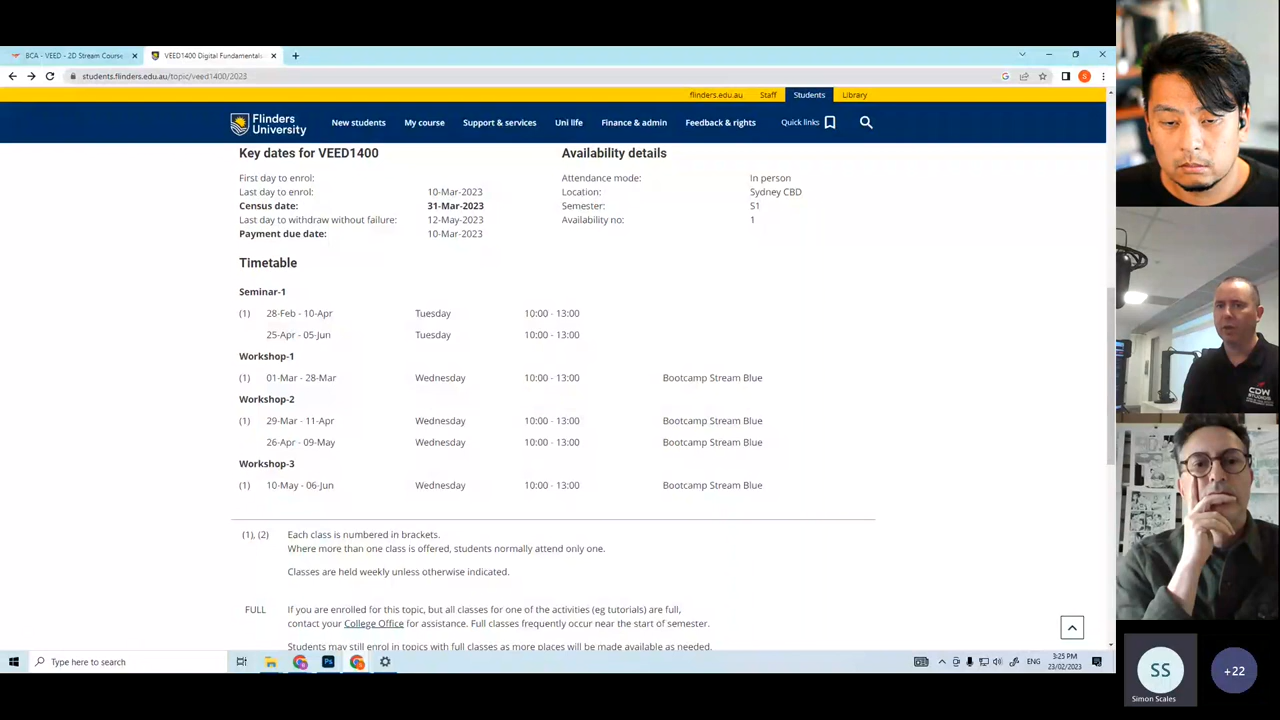 BCA - VEED - 2D Stream Course
VEED1400 Digital Fundamentals
students.flinders.edu.au/topic/veed1400/2023
flinders.edu.au Staff Students Library
Flinders University
New students My course Support & services Uni life Finance & admin Feedback & rights Quick links
Key dates for VEED1400
First day to enrol:
Last day to enrol: 10-Mar-2023
Census date: 31-Mar-2023
Last day to withdraw without failure: 12-May-2023
Payment due date: 10-Mar-2023
Availability details
Attendance mode: In person
Location: Sydney CBD
Semester: S1
Availability no: 1
Timetable
Seminar-1
(1) 28-Feb - 10-Apr Tuesday 10:00 - 13:00
25-Apr - 05-Jun Tuesday 10:00 - 13:00
Workshop-1
(1) 01-Mar - 28-Mar Wednesday 10:00 - 13:00 Bootcamp Stream Blue
Workshop-2
(1) 29-Mar - 11-Apr Wednesday 10:00 - 13:00 Bootcamp Stream Blue
26-Apr - 09-May Wednesday 10:00 - 13:00 Bootcamp Stream Blue
Workshop-3
(1) 10-May - 06-Jun Wednesday 10:00 - 13:00 Bootcamp Stream Blue
(1), (2) Each class is numbered in brackets.
Where more than one class is offered, students normally attend only one.
Classes are held weekly unless otherwise indicated.
FULL If you are enrolled for this topic, but all classes for one of the activities (eg tutorials) are full,
contact your College Office for assistance. Full classes frequently occur near the start of semester.
Students may still enrol in topics with full classes as more places will be made available as needed.
Type here to search
Ps
ENG
3:25 PM
23/02/2023
S
CDW
STUDIOS
SS
Simon Scales
+22